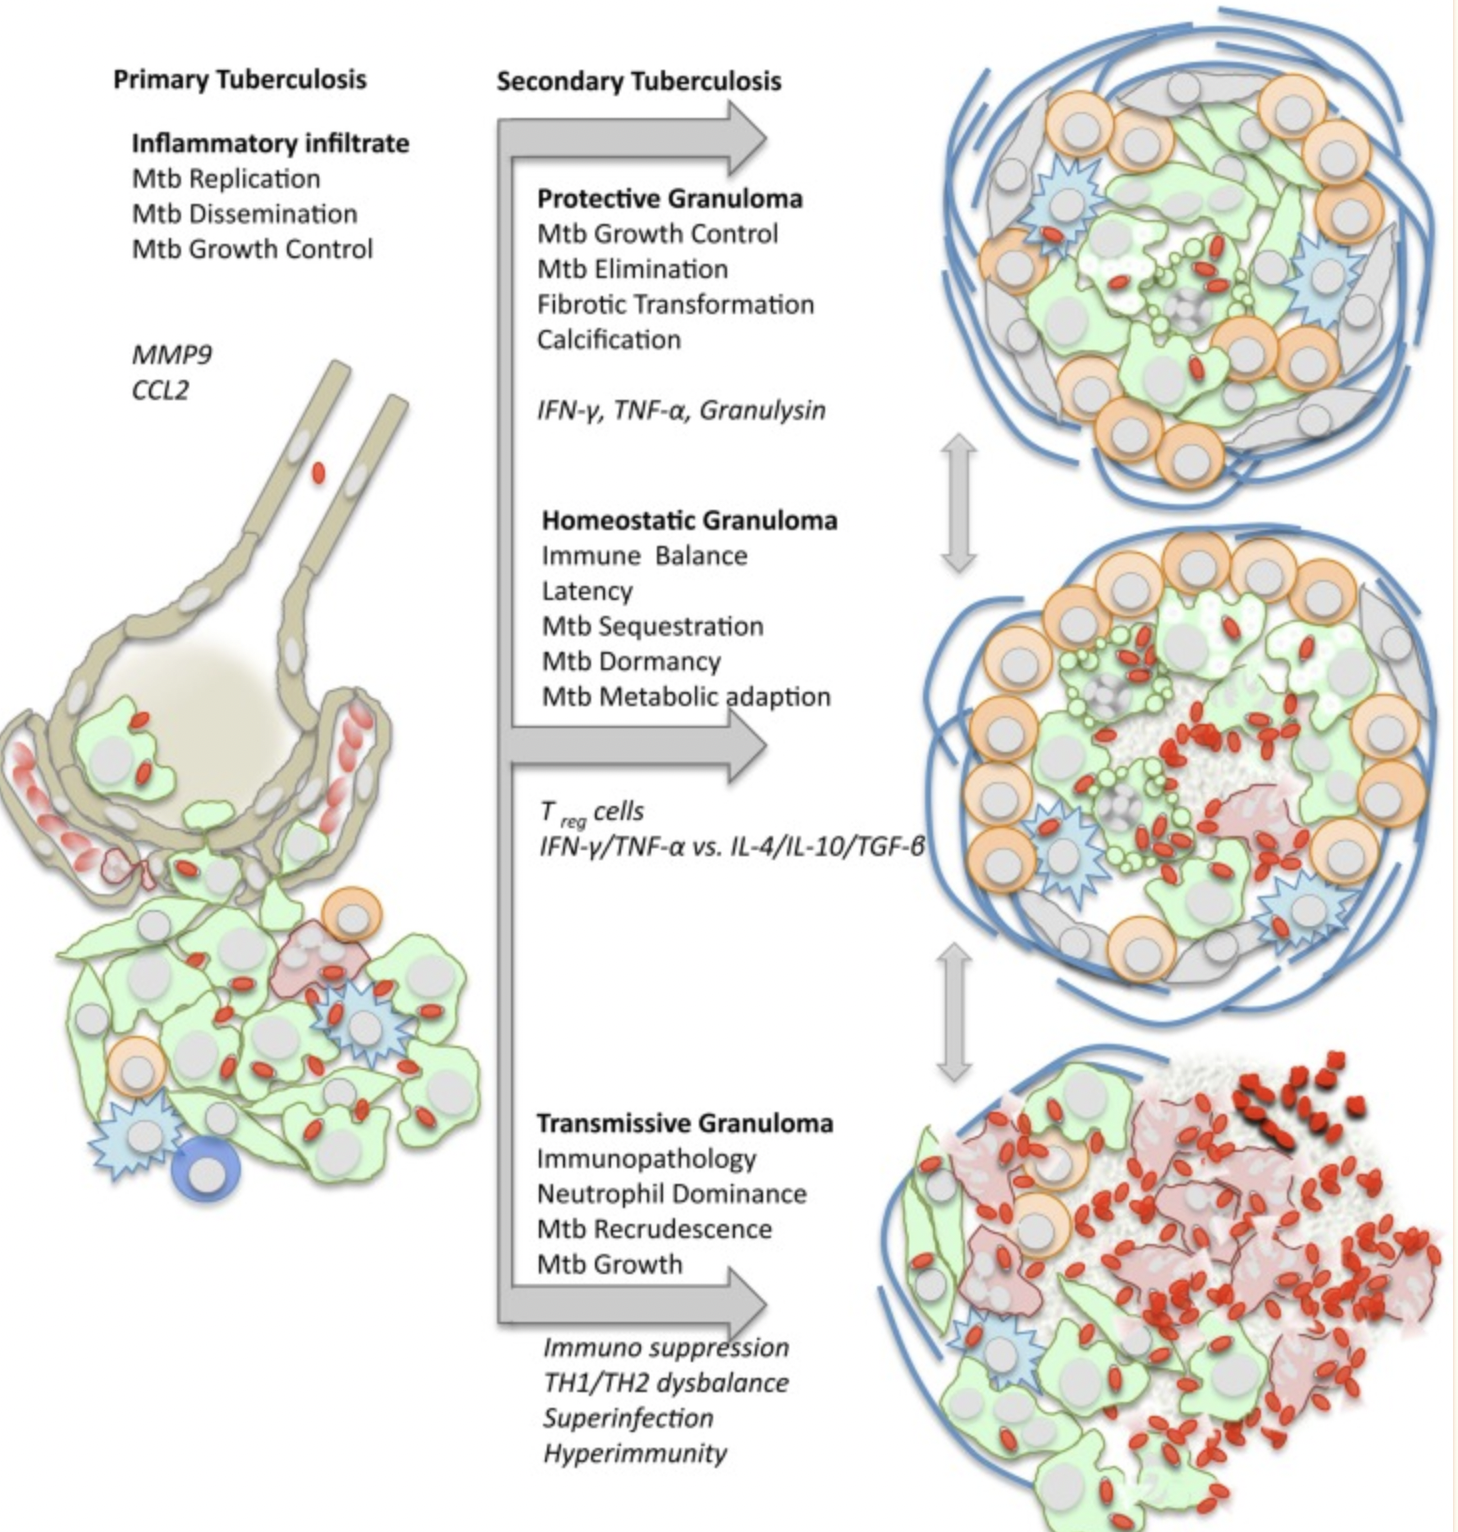 Primary Tuberculosis
Inflammatory infiltrate
Mtb Replication
Mtb Dissemination
Mtb Growth Control
MMP9
CCL2
Secondary Tuberculosis
Protective Granuloma
Mtb Growth Control
Mtb Elimination
Fibrotic Transformation
Calcification
IFN-γ, TNF-α, Granulysin
Homeostatic Granuloma
Immune Balance
Latency
Mtb Sequestration
Mtb Dormancy
Mtb Metabolic adaption
T reg cells
IFN-γ/TNF-α vs. IL-4/IL-10/TGF-β
Transmissive Granuloma
Immunopathology
Neutrophil Dominance
Mtb Recrudescence
Mtb Growth
Immuno suppression
TH1/TH2 dysbalance
Superinfection
Hyperimmunity